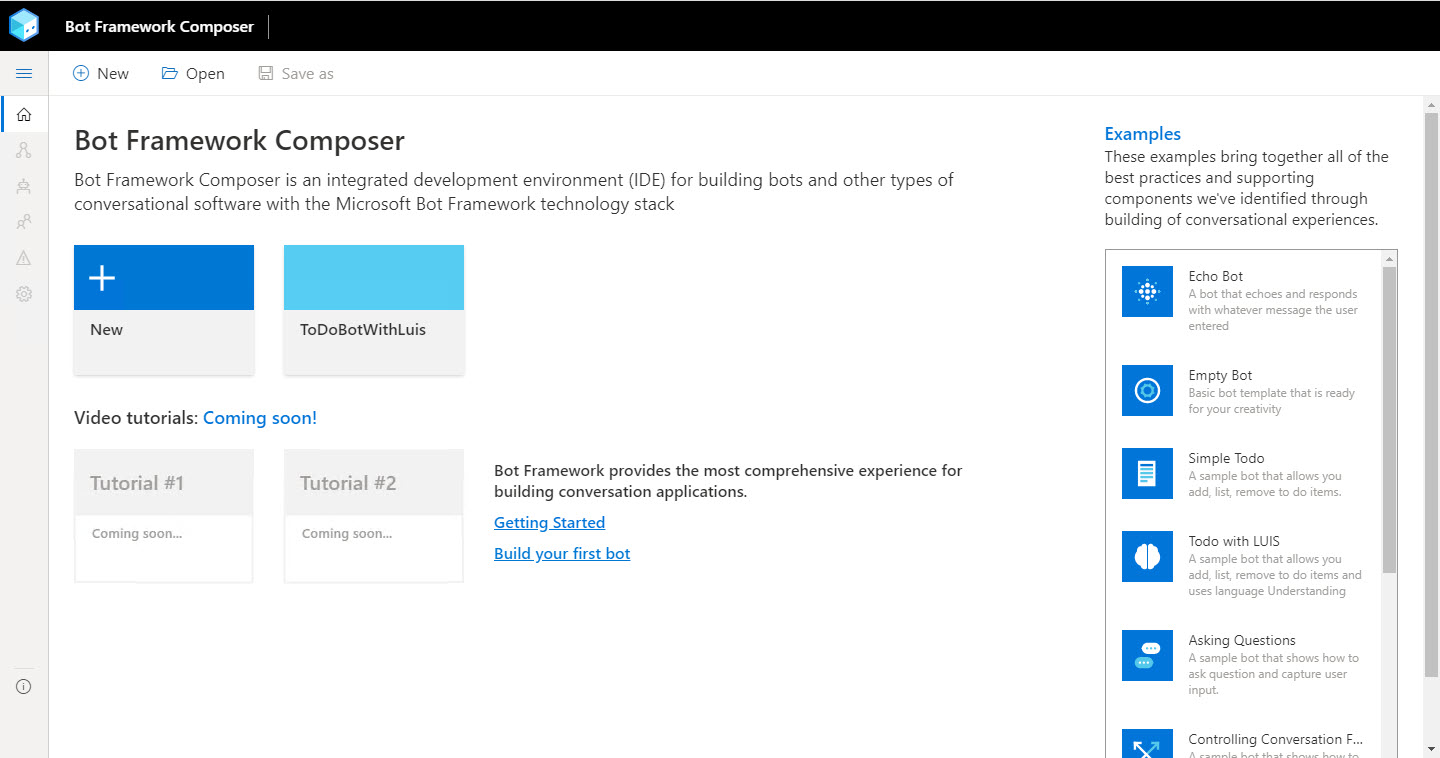 Bot Framework Composer
New
Open
Save as
Bot Framework Composer
Bot Framework Composer is an integrated development environment (IDE) for building bots and other types of
conversational software with the Microsoft Bot Framework technology stack
New
ToDoBotWithLuis
Video tutorials: Coming soon!
Tutorial #1
Coming soon...
Tutorial #2
Coming soon...
Bot Framework provides the most comprehensive experience for
building conversation applications.
Getting Started
Build your first bot
Examples
These examples bring together all of the
best practices and supporting
components we've identified through
building of conversational experiences.
Echo Bot
A bot that echoes and responds
with whatever message the user
entered
Empty Bot
Basic bot template that is ready
for your creativity
Simple Todo
A sample bot that allows you
add, list, remove to do items.
Todo with LUIS
A sample bot that allows you
add, list, remove to do items and
uses language Understanding
Asking Questions
A sample bot that shows how to
ask question and capture user
input.
Controlling Conversation F...
A sample bot that shows how to